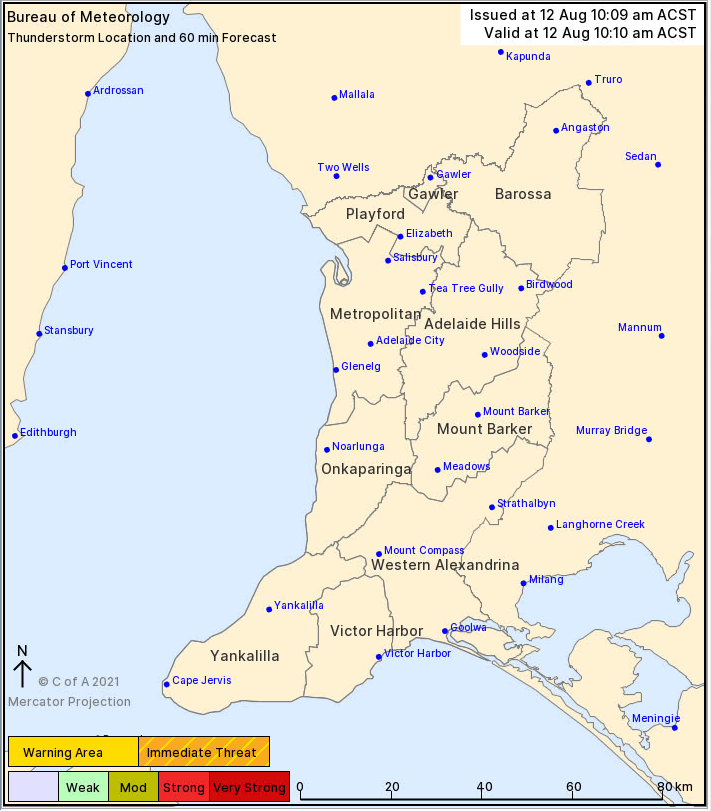 Bureau of Meteorology
Thunderstorm Location and 60 min Forecast
Issued at 12 Aug 10:09 am ACST
Valid at 12 Aug 10:10 am ACST
Kapunda
Truro
Ardrossan
Mallala
Angaston
Sedan
Two Wells
Gawler
Gawler
Barossa
Playford
Elizabeth
Salisbury
Port Vincent
Tea Tree Gully
Birdwood
Metropolitan
Adelaide Hills
Stansbury
Mannum
Adelaide City
Woodside
Glenelg
Mount Barker
Mount Barker
Edithburgh
Murray Bridge
Noarlunga
Onkaparinga
Meadows
Strathalbyn
Langhorne Creek
Mount Compass
Western Alexandrina
Milang
Yankalilla
Goolwa
Victor Harbor
Victor Harbor
Yankalilla
N
Cape Jervis
© C of A 2021
Mercator Projection
Meningie
Warning Area
Immediate Threat
Weak
Mod
Strong
Very Strong
0
20
40
60
80 km